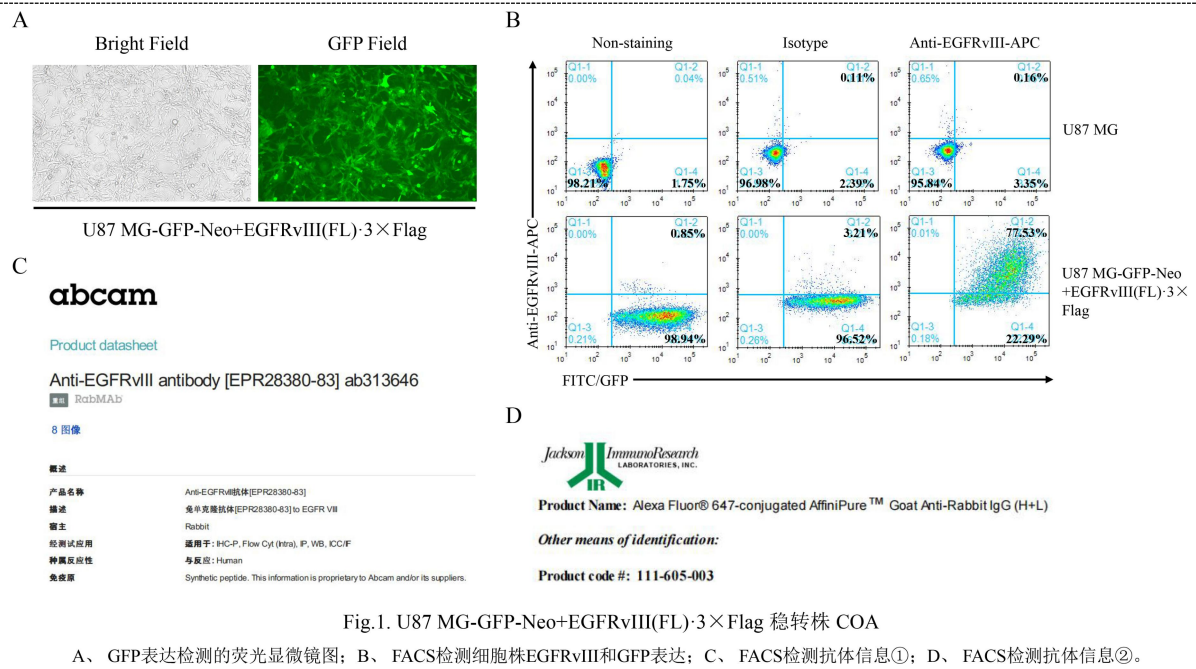 A
Bright Field
GFP Field
U87 MG-GFP-Neo+EGFRvIII(FL)·3×Flag
B
Non-staining
Isotype
Anti-EGFRvIII-APC
Q1-1
0.00%
Q1-2
0.04%
Q1-3
98.21%
Q1-4
1.75%
Q1-1
0.51%
Q1-2
0.11%
Q1-3
96.98%
Q1-4
2.39%
Q1-1
0.65%
Q1-2
0.16%
Q1-3
95.84%
Q1-4
3.35%
U87 MG
Q1-1
0.00%
Q1-2
0.85%
Q1-3
0.21%
98.94%
Q1-1
0.00%
Q1-2
3.21%
Q1-3
0.26%
Q1-4
96.52%
Q1-1
0.01%
Q1-2
77.53%
Q1-3
0.18%
Q1-4
22.29%
U87 MG-GFP-Neo
+EGFRvIII(FL)·3×
Flag
Anti-EGFRvIII-APC
10⁵
10⁴
10³
10²
10¹
10¹ 10² 10³ 10⁴ 10⁵
FITC/GFP
C
abcam
Product datasheet
Anti-EGFRvIII antibody [EPR28380-83] ab313646
重组 RabMAb
8 图像
概述
产品名称 Anti-EGFRvIII抗体[EPR28380-83]
描述 兔单克隆抗体[EPR28380-83] to EGFR VIII
宿主 Rabbit
经测试应用 适用于: IHC-P, Flow Cyt (Intra), IP, WB, ICC/IF
种属反应性 与反应: Human
免疫原 Synthetic peptide. This information is proprietary to Abcam and/or its suppliers.
D
Jackson ImmunoResearch
LABORATORIES, INC.
IR
Product Name: Alexa Fluor® 647-conjugated AffiniPure™ Goat Anti-Rabbit IgG (H+L)
Other means of identification:
Product code #: 111-605-003
Fig.1. U87 MG-GFP-Neo+EGFRvIII(FL)·3×Flag 稳转株 COA
A、 GFP表达检测的荧光显微镜图；B、 FACS检测细胞株EGFRvIII和GFP表达；C、 FACS检测抗体信息①；D、 FACS检测抗体信息②。